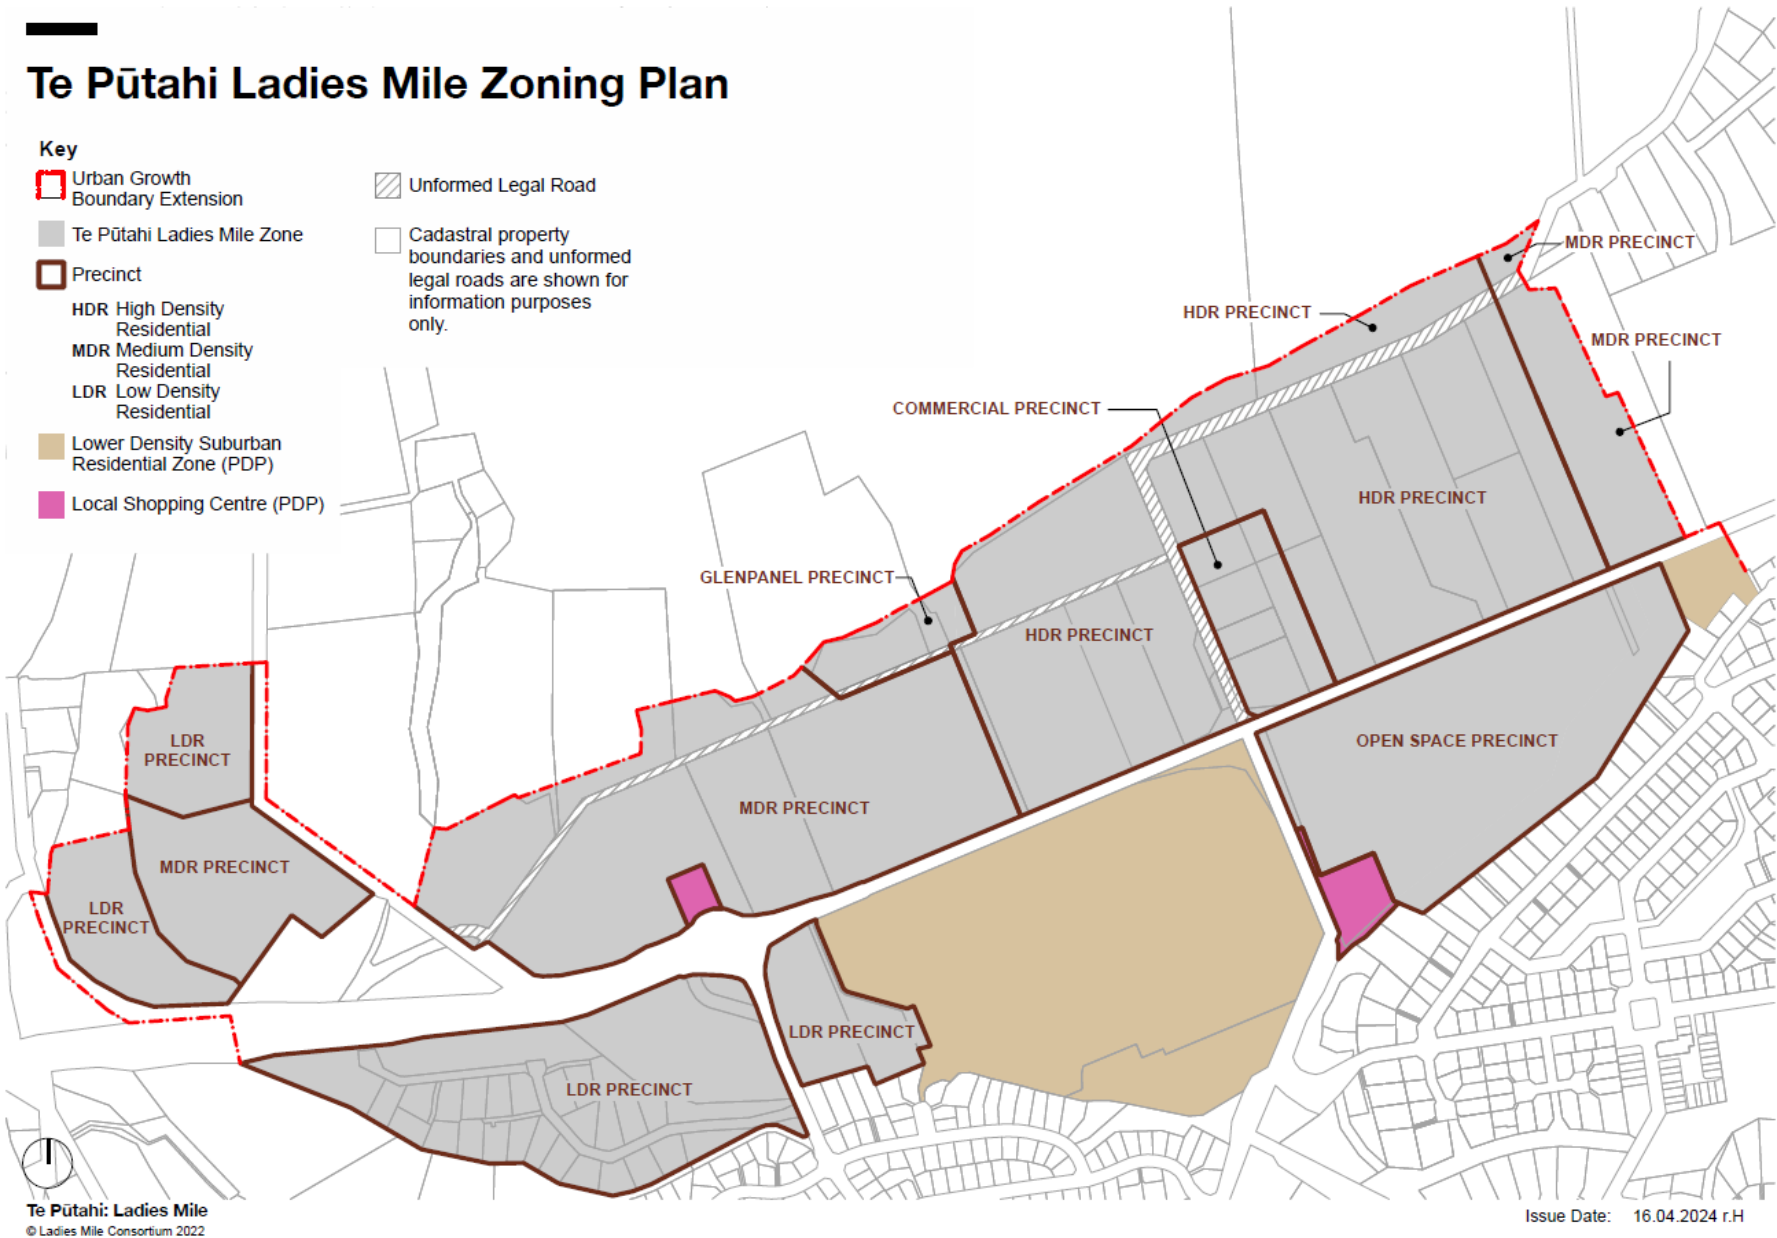 Te Pūtahi Ladies Mile Zoning Plan
Key
Urban Growth
Boundary Extension
Te Pūtahi Ladies Mile Zone
Precinct
HDR High Density
Residential
MDR Medium Density
Residential
LDR Low Density
Residential
Lower Density Suburban
Residential Zone (PDP)
Local Shopping Centre (PDP)
Unformed Legal Road
Cadastral property
boundaries and unformed
legal roads are shown for
information purposes
only.
MDR PRECINCT
HDR PRECINCT
MDR PRECINCT
COMMERCIAL PRECINCT
HDR PRECINCT
GLENPANEL PRECINCT
HDR PRECINCT
OPEN SPACE PRECINCT
LDR
PRECINCT
MDR PRECINCT
MDR PRECINCT
LDR
PRECINCT
LDR PRECINCT
LDR PRECINCT
Te Pūtahi: Ladies Mile
© Ladies Mile Consortium 2022
Issue Date: 16.04.2024 r.H